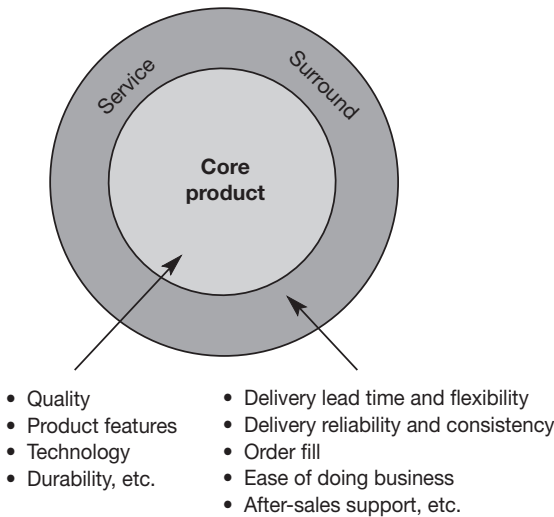 Service
Surround
Core
product
• Quality
• Product features
• Technology
• Durability, etc.
• Delivery lead time and flexibility
• Delivery reliability and consistency
• Order fill
• Ease of doing business
• After-sales support, etc.